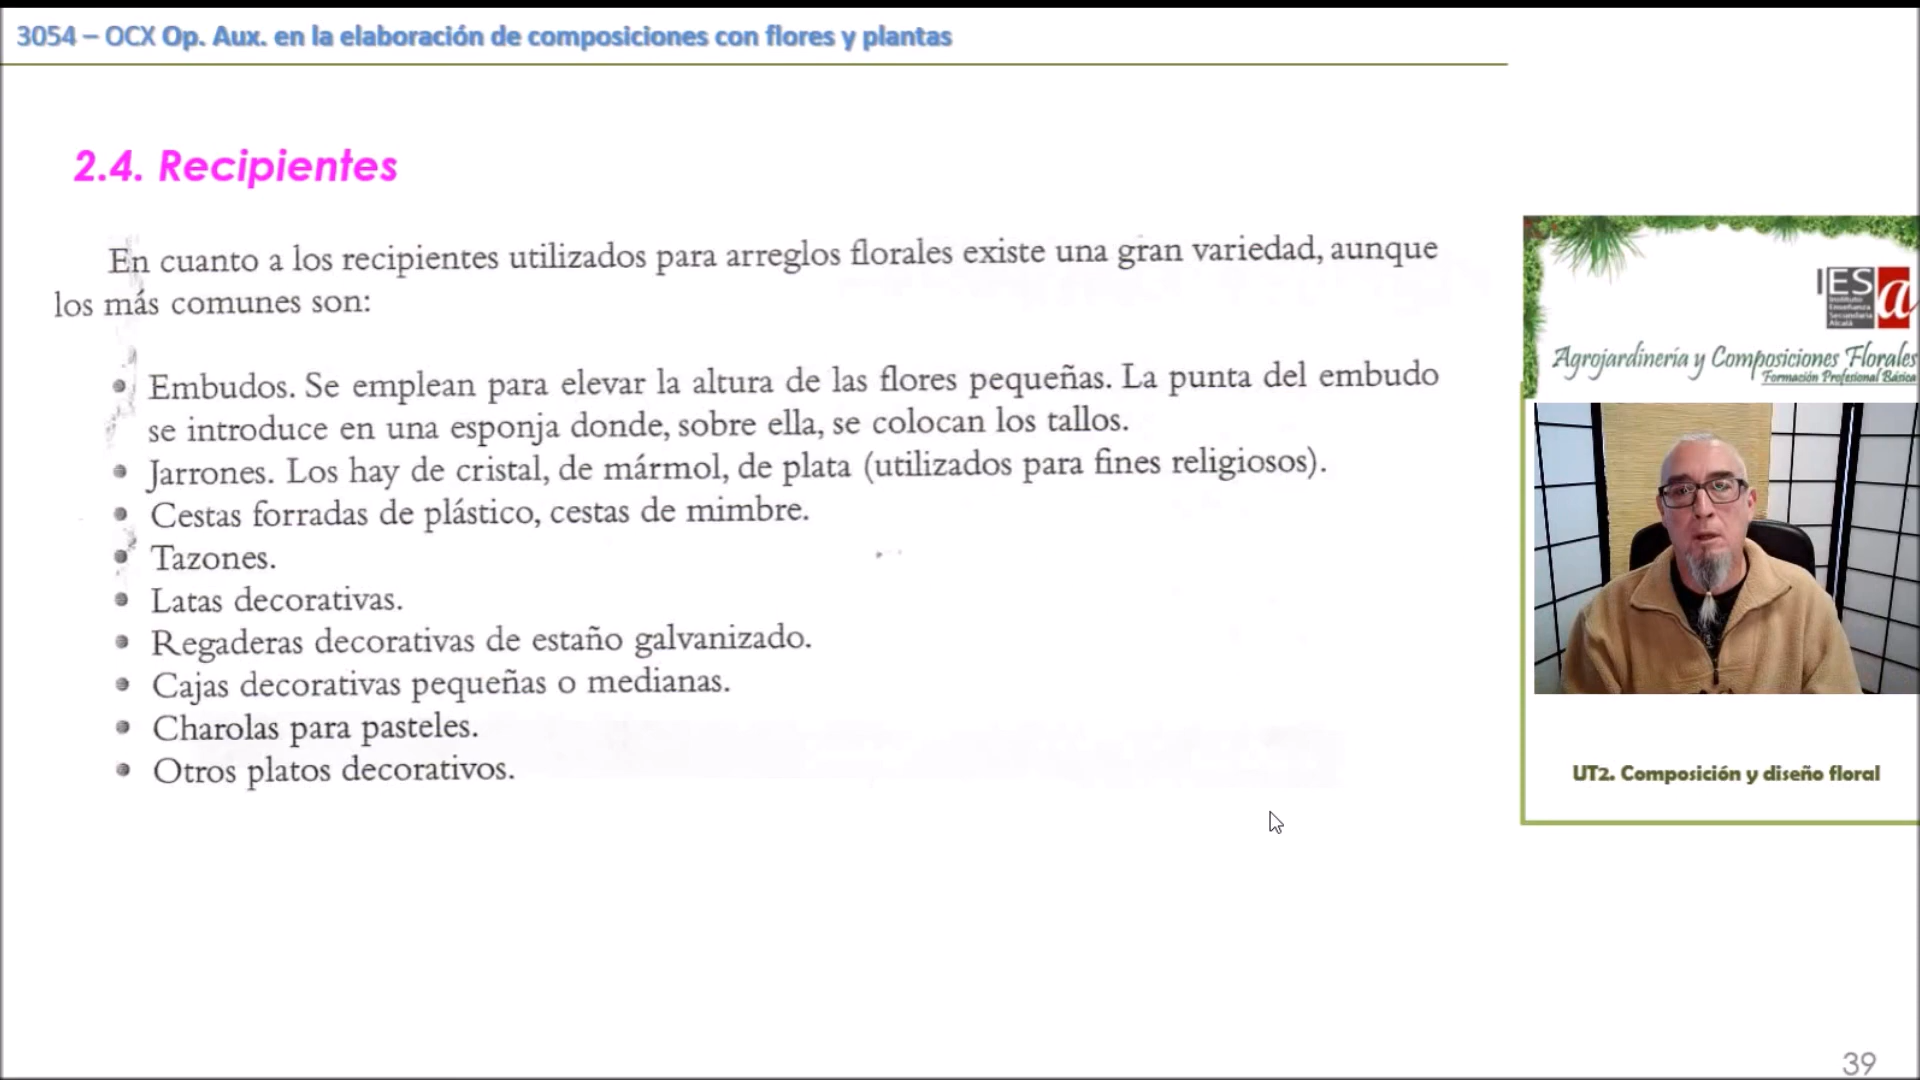 3054 – OCX Op. Aux. en la elaboración de composiciones con flores y plantas
2.4. Recipientes
En cuanto a los recipientes utilizados para arreglos florales existe una gran variedad, aunque
los más comunes son:
• Embudos. Se emplean para elevar la altura de las flores pequeñas. La punta del embudo
se introduce en una esponja donde, sobre ella, se colocan los tallos.
• Jarrones. Los hay de cristal, de mármol, de plata (utilizados para fines religiosos).
• Cestas forradas de plástico, cestas de mimbre.
• Tazones.
• Latas decorativas.
• Regaderas decorativas de estaño galvanizado.
• Cajas decorativas pequeñas o medianas.
• Charolas para pasteles.
• Otros platos decorativos.
IES a
Instituto
Enseñanza
Secundaria
Alcalá
Agrojardinería y Composiciones Florales
Formación Profesional Básica
UT2. Composición y diseño floral
39